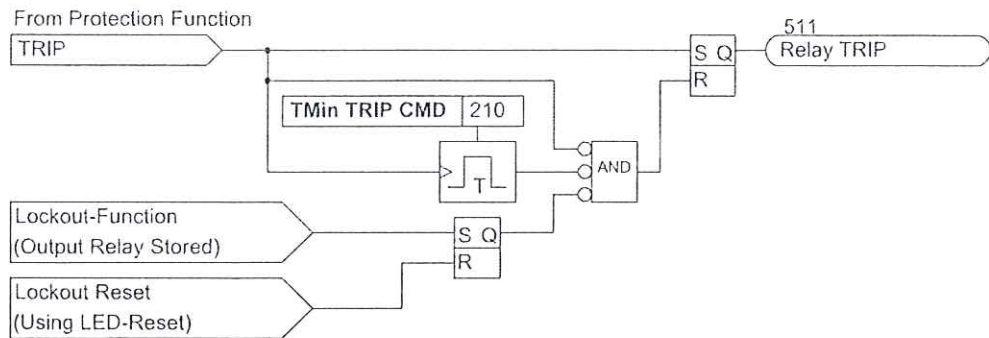 From Protection Function
TRIP
511
S Q
Relay TRIP
R
TMin TRIP CMD 210
AND
T
Lockout-Function
(Output Relay Stored)
S Q
R
Lockout Reset
(Using LED-Reset)